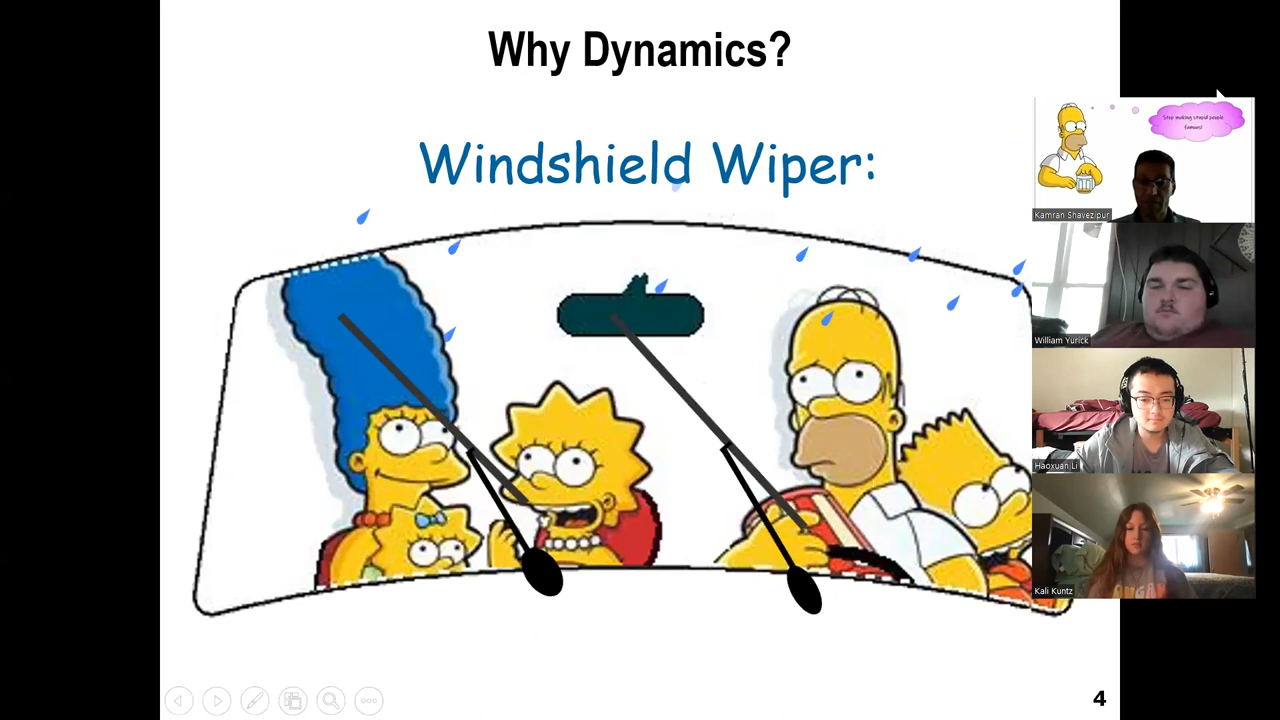 Why Dynamics?
Windshield Wiper:
Stop making stupid people
famous!
Kamran Shavezipur
William Yurick
Haoxuan Li
Kali Kuntz
4